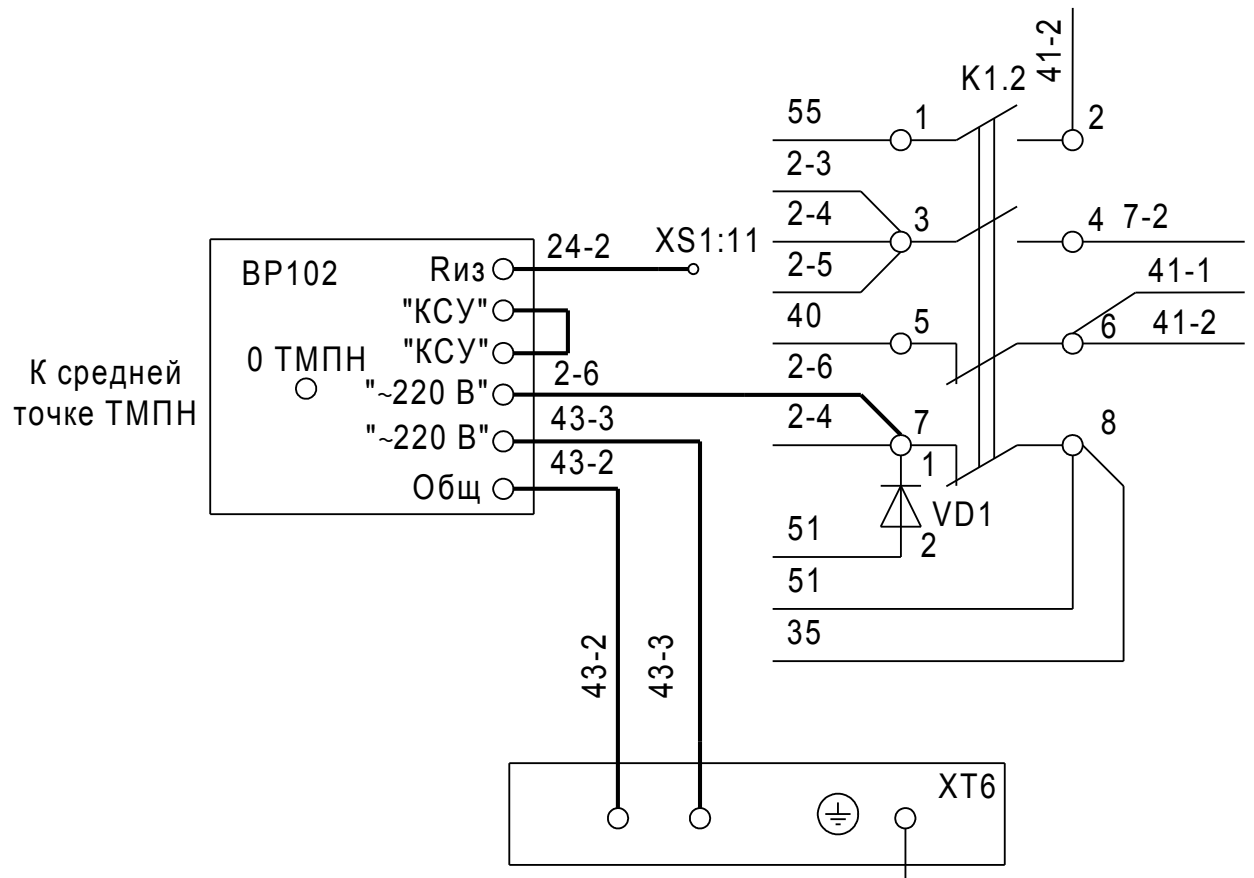 41-2
K1.2
55
1
2
2-3
2-4
3
4
7-2
2-5
41-1
40
5
6
41-2
2-6
2-4
7
8
1
VD1
51
2
51
35
XS1:11
24-2
BP102
Rиз
"КСУ"
"КСУ"
0 ТМПН
К средней
точке ТМПН
2-6
"~220 В"
43-3
"~220 В"
43-2
Общ
43-2
43-3
XT6